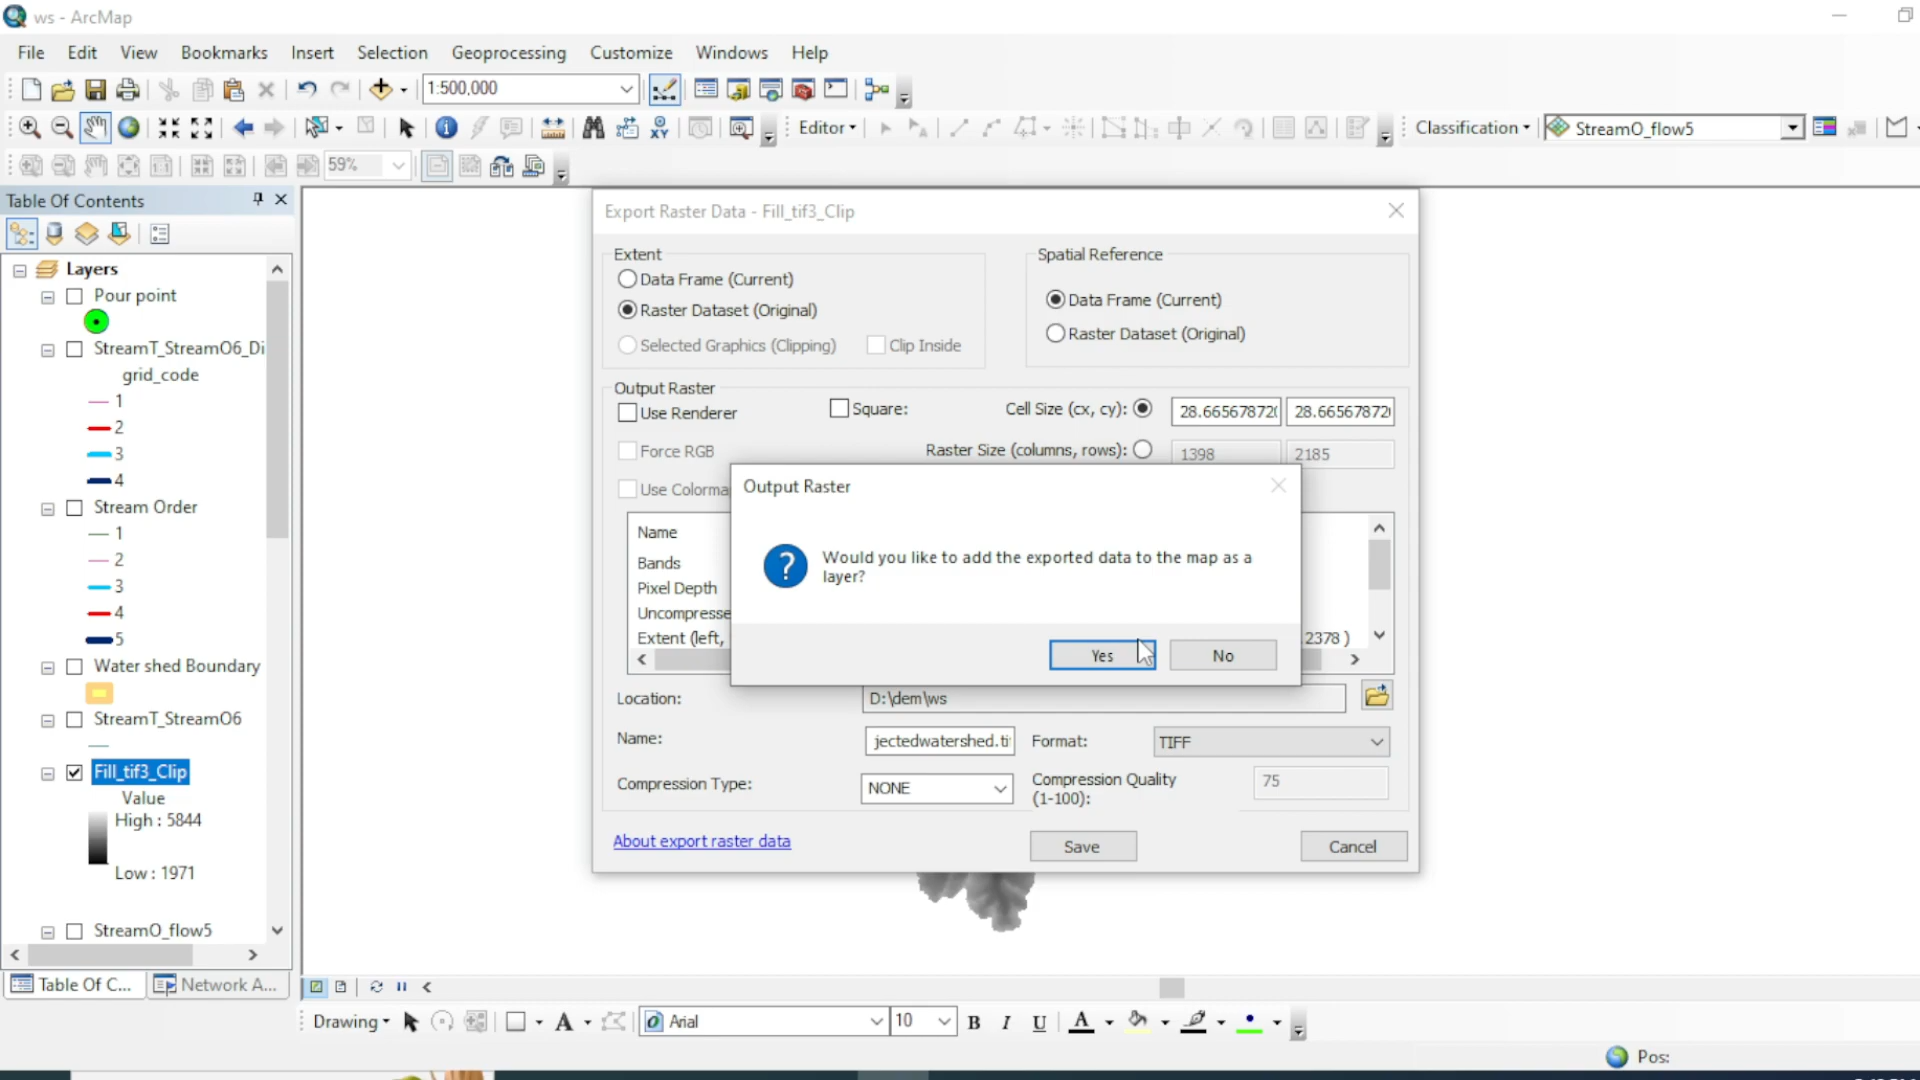 ws - ArcMap
File Edit View Bookmarks Insert Selection Geoprocessing Customize Windows Help
1:500,000
Editor
Classification
StreamO_flow5
59%
Table Of Contents
Layers
Pour point
StreamT_StreamO6_Di
grid_code
1
2
3
4
Stream Order
1
2
3
4
5
Water shed Boundary
StreamT_StreamO6
Fill_tif3_Clip
Value
High : 5844
Low : 1971
StreamO_flow5
Table Of C...
Network A...
Export Raster Data - Fill_tif3_Clip
Extent
Data Frame (Current)
Raster Dataset (Original)
Selected Graphics (Clipping)
Clip Inside
Spatial Reference
Data Frame (Current)
Raster Dataset (Original)
Output Raster
Use Renderer
Square:
Cell Size (cx, cy):
28.66567872(
28.66567872(
Force RGB
Raster Size (columns, rows):
1398
2185
Use Colorma
Name
Bands
Pixel Depth
Uncompresse
Extent (left,
2378 )
Output Raster
Would you like to add the exported data to the map as a
layer?
Yes
No
Location:
D:\dem\ws
Name:
jectedwatershed.ti
Format:
TIFF
Compression Type:
NONE
Compression Quality
(1-100):
75
About export raster data
Save
Cancel
Drawing
A
Arial
10
B I U A
Pos: